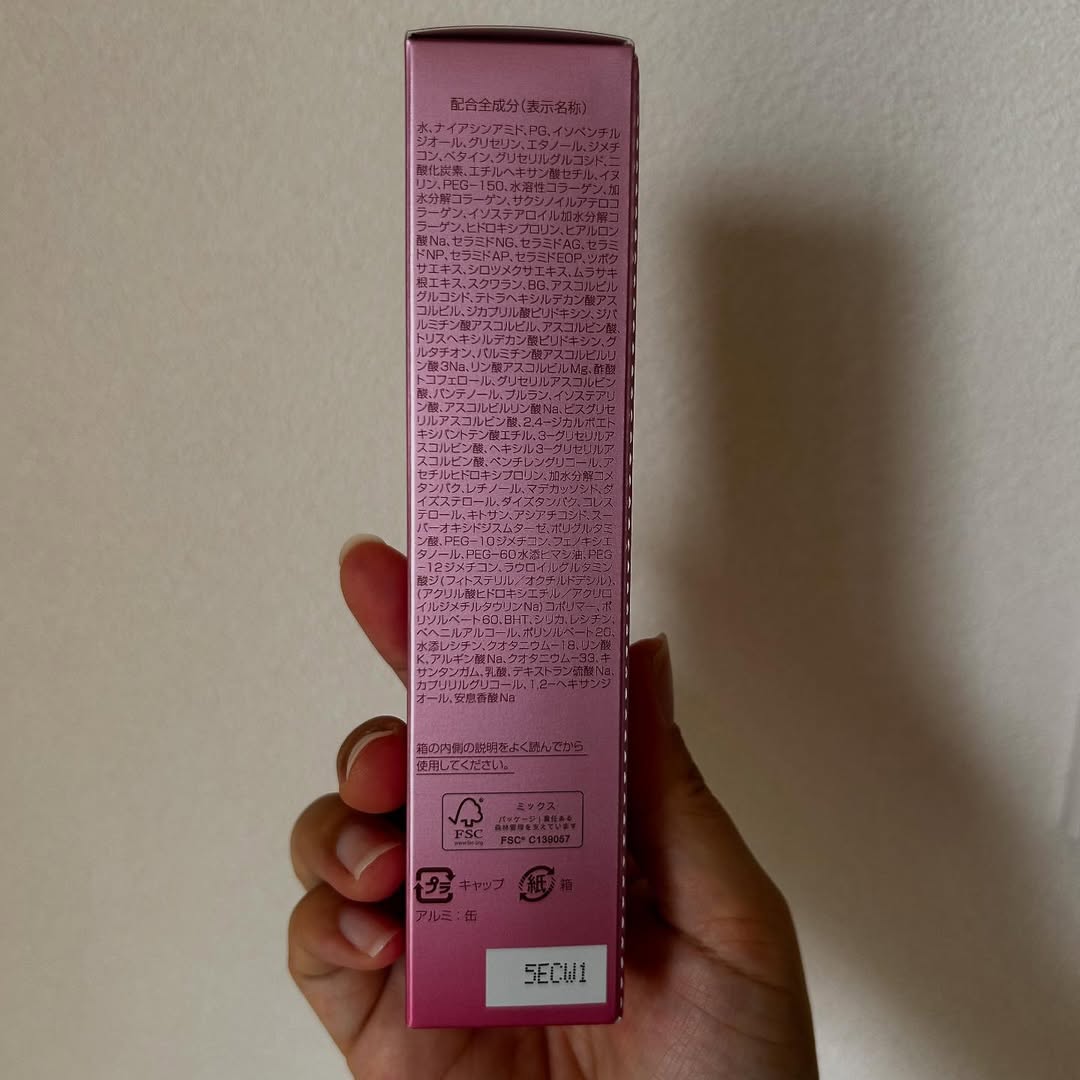 配合全成分(表示名称)
水、ナイアシンアミド、PG、イソペンチル
ジオール、グリセリン、エタノール、ジメチ
コン、ベタイン、グリセリルグルコシド、二
酸化炭素、エチルヘキサン酸セチル、イヌ
リン、PEG-150、水溶性コラーゲン、加
水分解コラーゲン、サクシノイルアテロコ
ラーゲン、イソステアロイル加水分解コ
ラーゲン、ヒドロキシプロリン、ヒアルロン
酸Na、セラミドNG、セラミドAG、セラミ
ドNP、セラミドAP、セラミドEOP、ツボク
サエキス、シロツメクサエキス、ムラサキ
根エキス、スクワラン、BG、アスコルビル
グルコシド、テトラヘキシルデカン酸アス
コルビル、ジカプリル酸ピリドキシン、ジパ
ルミチン酸アスコルビル、アスコルビン酸、
トリスヘキシルデカン酸ピリドキシン、グ
ルタチオン、パルミチン酸アスコルビルリ
ン酸3Na、リン酸アスコルビルMg、酢酸
トコフェロール、グリセリルアスコルビン
酸、パンテノール、プルラン、イソステアリ
ン酸、アスコルビルリン酸Na、ビスグリセ
リルアスコルビン酸、2,4-ジカルボエト
キシパントテン酸エチル、3-グリセリルア
スコルビン酸、ヘキシル3-グリセリルア
スコルビン酸、ペンチレングリコール、ア
セチルヒドロキシプロリン、加水分解コメ
タンパク、レチノール、マデカッソシド、ダ
イズステロール、ダイズタンパク、コレス
テロール、キトサン、アシアチコシド、スー
パーオキシドジスムターゼ、ポリグルタミ
ン酸、PEG-10ジメチコン、フェノキシエ
タノール、PEG-60水添ヒマシ油、PEG
-12ジメチコン、ラウロイルグルタミン
酸ジ(フィトステリル/オクチルドデシル)、
(アクリル酸ヒドロキシエチル/アクリロ
イルジメチルタウリンNa)コポリマー、ポ
リソルベート60、BHT、シリカ、レシチン、
ベヘニルアルコール、ポリソルベート20、
水添レシチン、クオタニウム-18、リン酸
K、アルギン酸Na、クオタニウム-33、キ
サンタンガム、乳酸、デキストラン硫酸Na、
カプリリルグリコール、1,2-ヘキサンジ
オール、安息香酸Na
箱の内側の説明をよく読んでから
使用してください。
ミックス
パッケージ|責任ある
森林管理を支えています
FSC
www.fsc.org
FSC® C139057
プラ キャップ 紙 箱
アルミ:缶
5ECW1